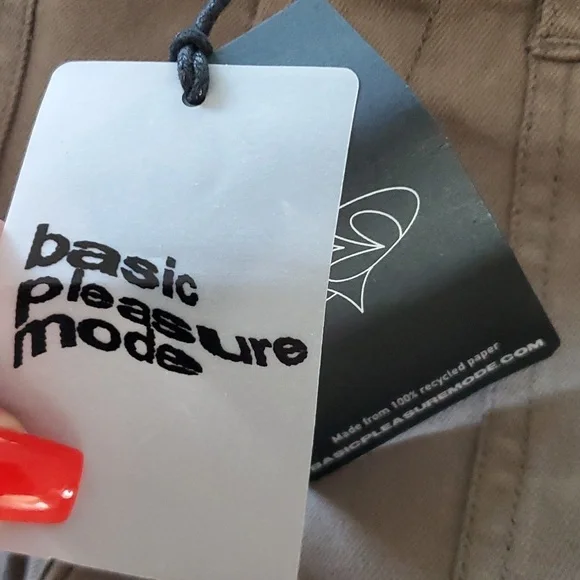 basic
pleasure
mode
Made from 100% recycled paper
BASICPLEASUREMODE.COM